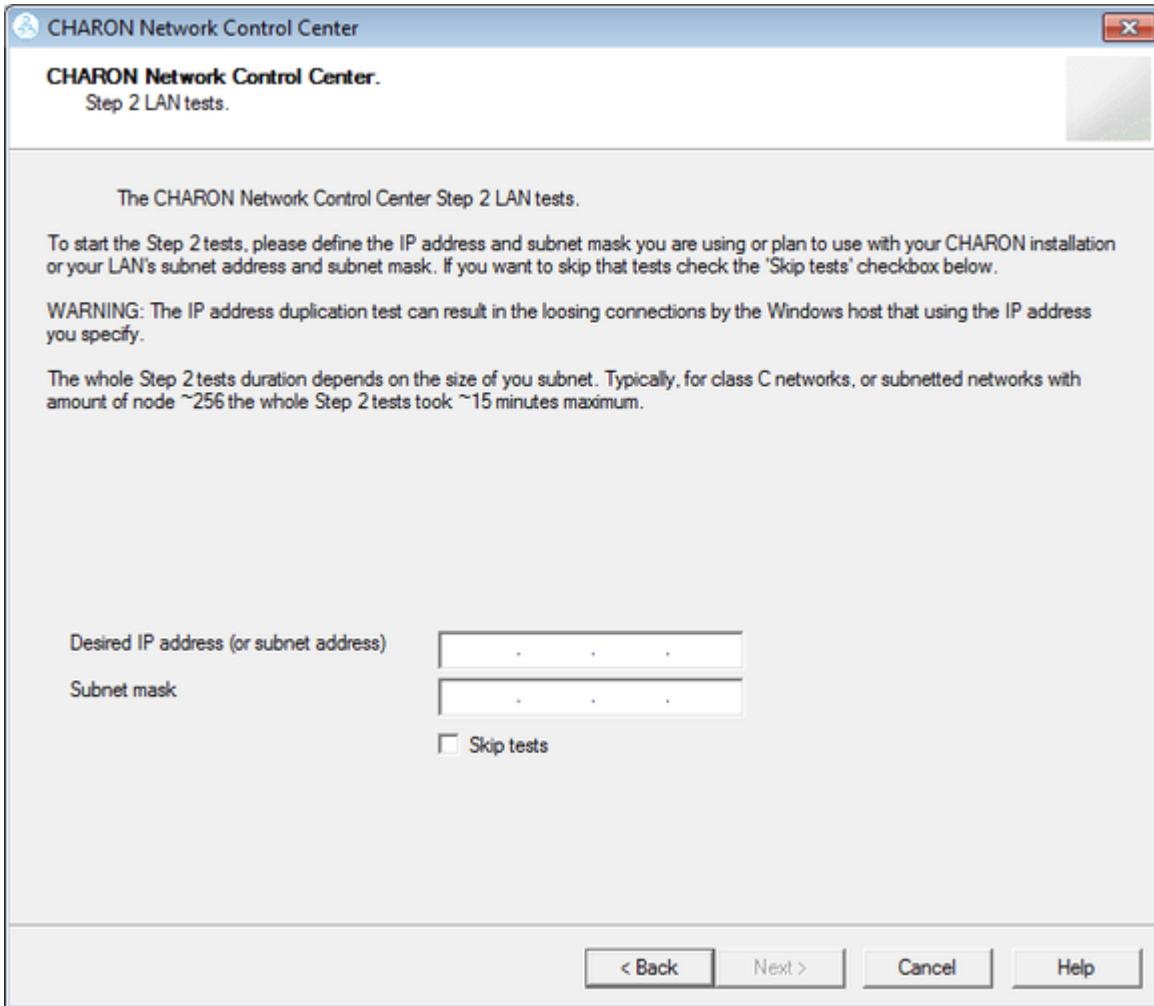 CHARON Network Control Center
CHARON Network Control Center.
Step 2 LAN tests.
The CHARON Network Control Center Step 2 LAN tests.
To start the Step 2 tests, please define the IP address and subnet mask you are using or plan to use with your CHARON installation
or your LAN's subnet address and subnet mask. If you want to skip that tests check the 'Skip tests' checkbox below.
WARNING: The IP address duplication test can result in the loosing connections by the Windows host that using the IP address
you specify.
The whole Step 2 tests duration depends on the size of you subnet. Typically, for class C networks, or subnetted networks with
amount of node ~256 the whole Step 2 tests took ~15 minutes maximum.
Desired IP address (or subnet address)
. . .
Subnet mask
. . .
Skip tests
< Back Next > Cancel Help